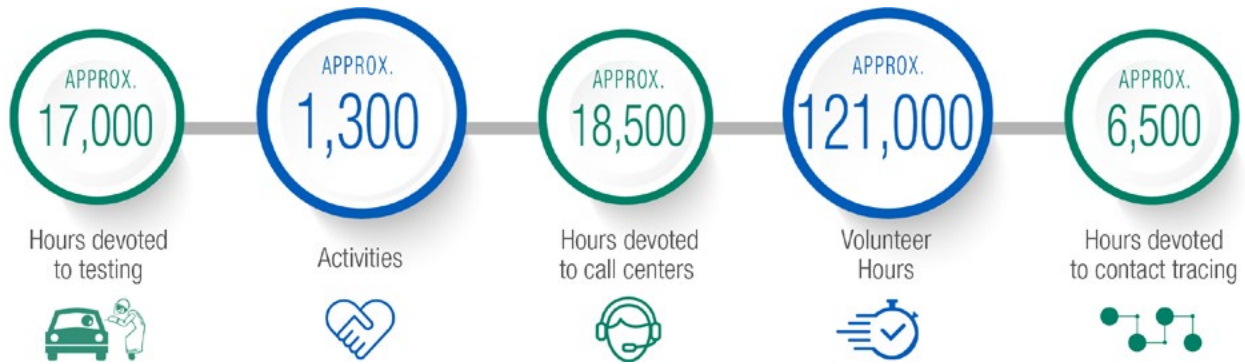 APPROX.
17,000
Hours devoted
to testing
APPROX.
1,300
Activities
APPROX.
18,500
Hours devoted
to call centers
APPROX.
121,000
Volunteer
Hours
APPROX.
6,500
Hours devoted
to contact tracing